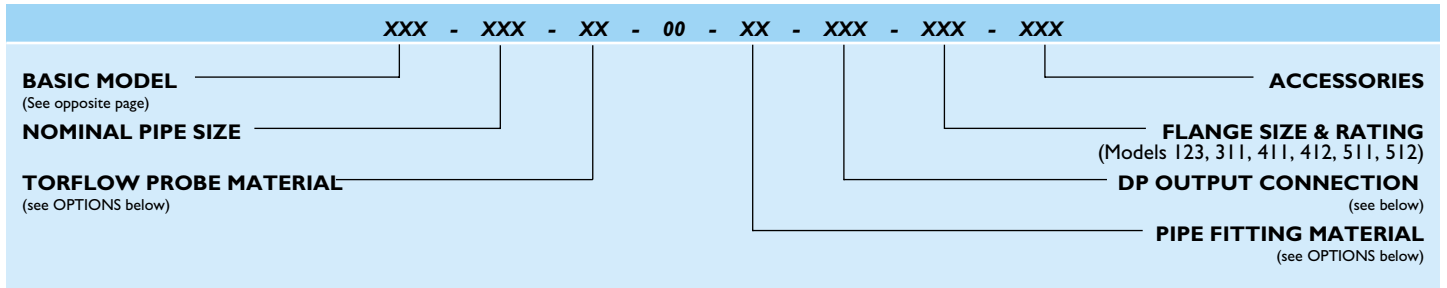 XXX - XXX - XX - 00 - XX - XXX - XXX - XXX
BASIC MODEL
(See opposite page)
NOMINAL PIPE SIZE
TORFLOW PROBE MATERIAL
(see OPTIONS below)
ACCESSORIES
FLANGE SIZE & RATING
(Models 123, 311, 411, 412, 511, 512)
DP OUTPUT CONNECTION
(see below)
PIPE FITTING MATERIAL
(see OPTIONS below)